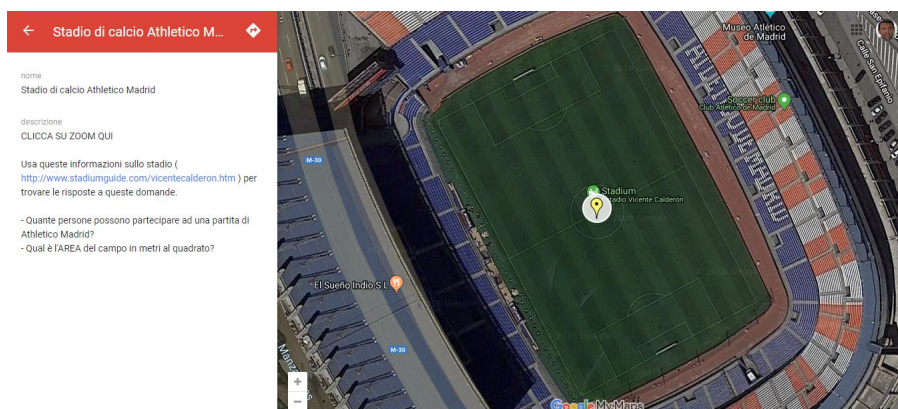 Stadio di calcio Athletico M...
nome
Stadio di calcio Athletico Madrid
descrizione
CLICCA SU ZOOM QUI
Usa queste informazioni sullo stadio (
http://www.stadiumguide.com/vicentecalderon.htm ) per
trovare le risposte a queste domande.
- Quante persone possono partecipare ad una partita di
Athletico Madrid?
- Qual è l'AREA del campo in metri al quadrato?
Museo Atlético
de Madrid
Calle San Epifanio
Soccer club
Club Atlético de Madrid
M-30
Stadium
Estadio Vicente Calderón
El Sueño Indio S L
M-30
+
−
Google My Maps